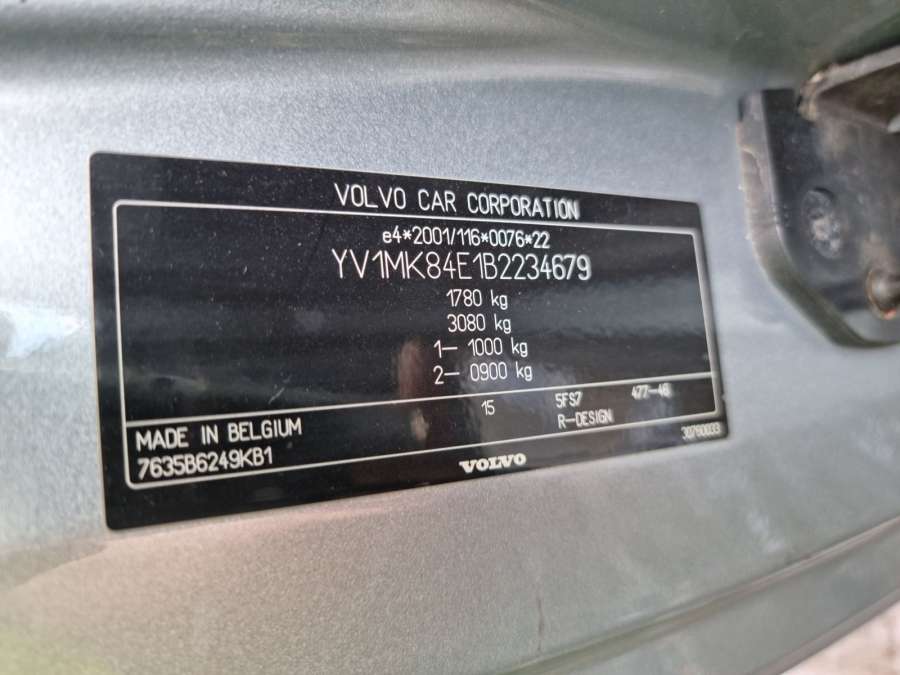 VOLVO CAR CORPORATION
e4*2001/116*0076*22
YV1MK84E1B2234679
1780 kg
3080 kg
1- 1000 kg
2- 0900 kg
15 5FS7 477-46
R-DESIGN
MADE IN BELGIUM
7635B6249KB1
30790033
VOLVO